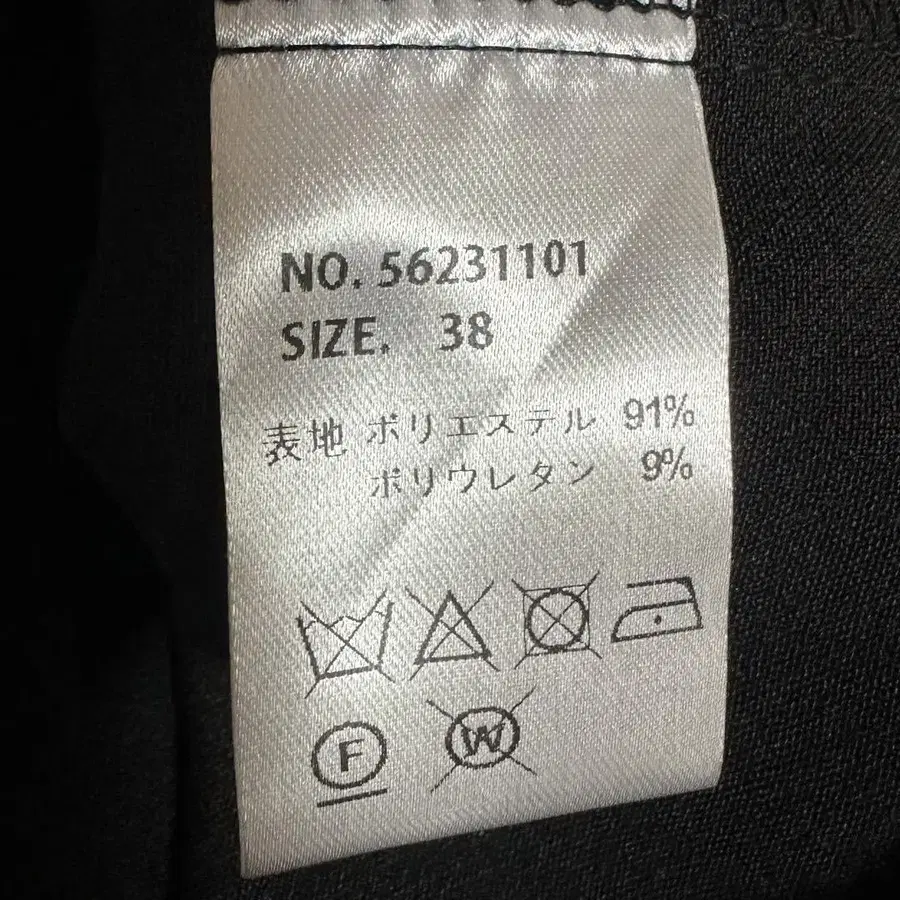 NO. 56231101
SIZE. 38
表地 ポリエステル 91%
ポリウレタン 9%
F
W